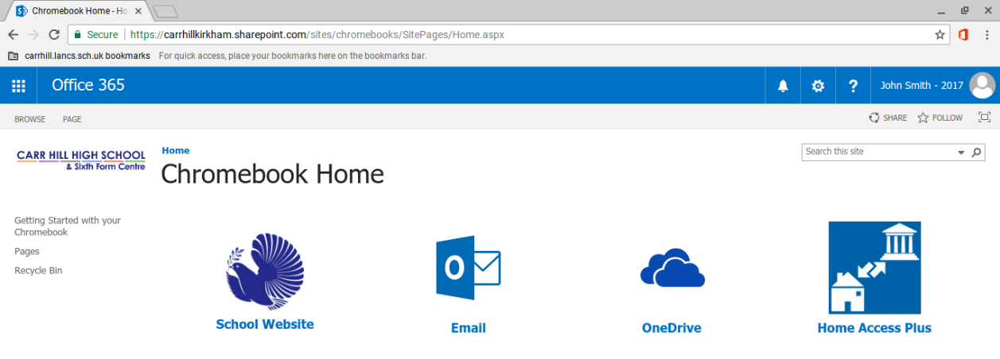 Chromebook Home - Ho
Secure https://carrhillkirkham.sharepoint.com/sites/chromebooks/SitePages/Home.aspx
carrhill.lancs.sch.uk bookmarks For quick access, place your bookmarks here on the bookmarks bar.
Office 365 ? John Smith - 2017
BROWSE PAGE SHARE FOLLOW
CARR HILL HIGH SCHOOL
& Sixth Form Centre
Home
Chromebook Home
Search this site
Getting Started with your
Chromebook
Pages
Recycle Bin
School Website
Email
OneDrive
Home Access Plus